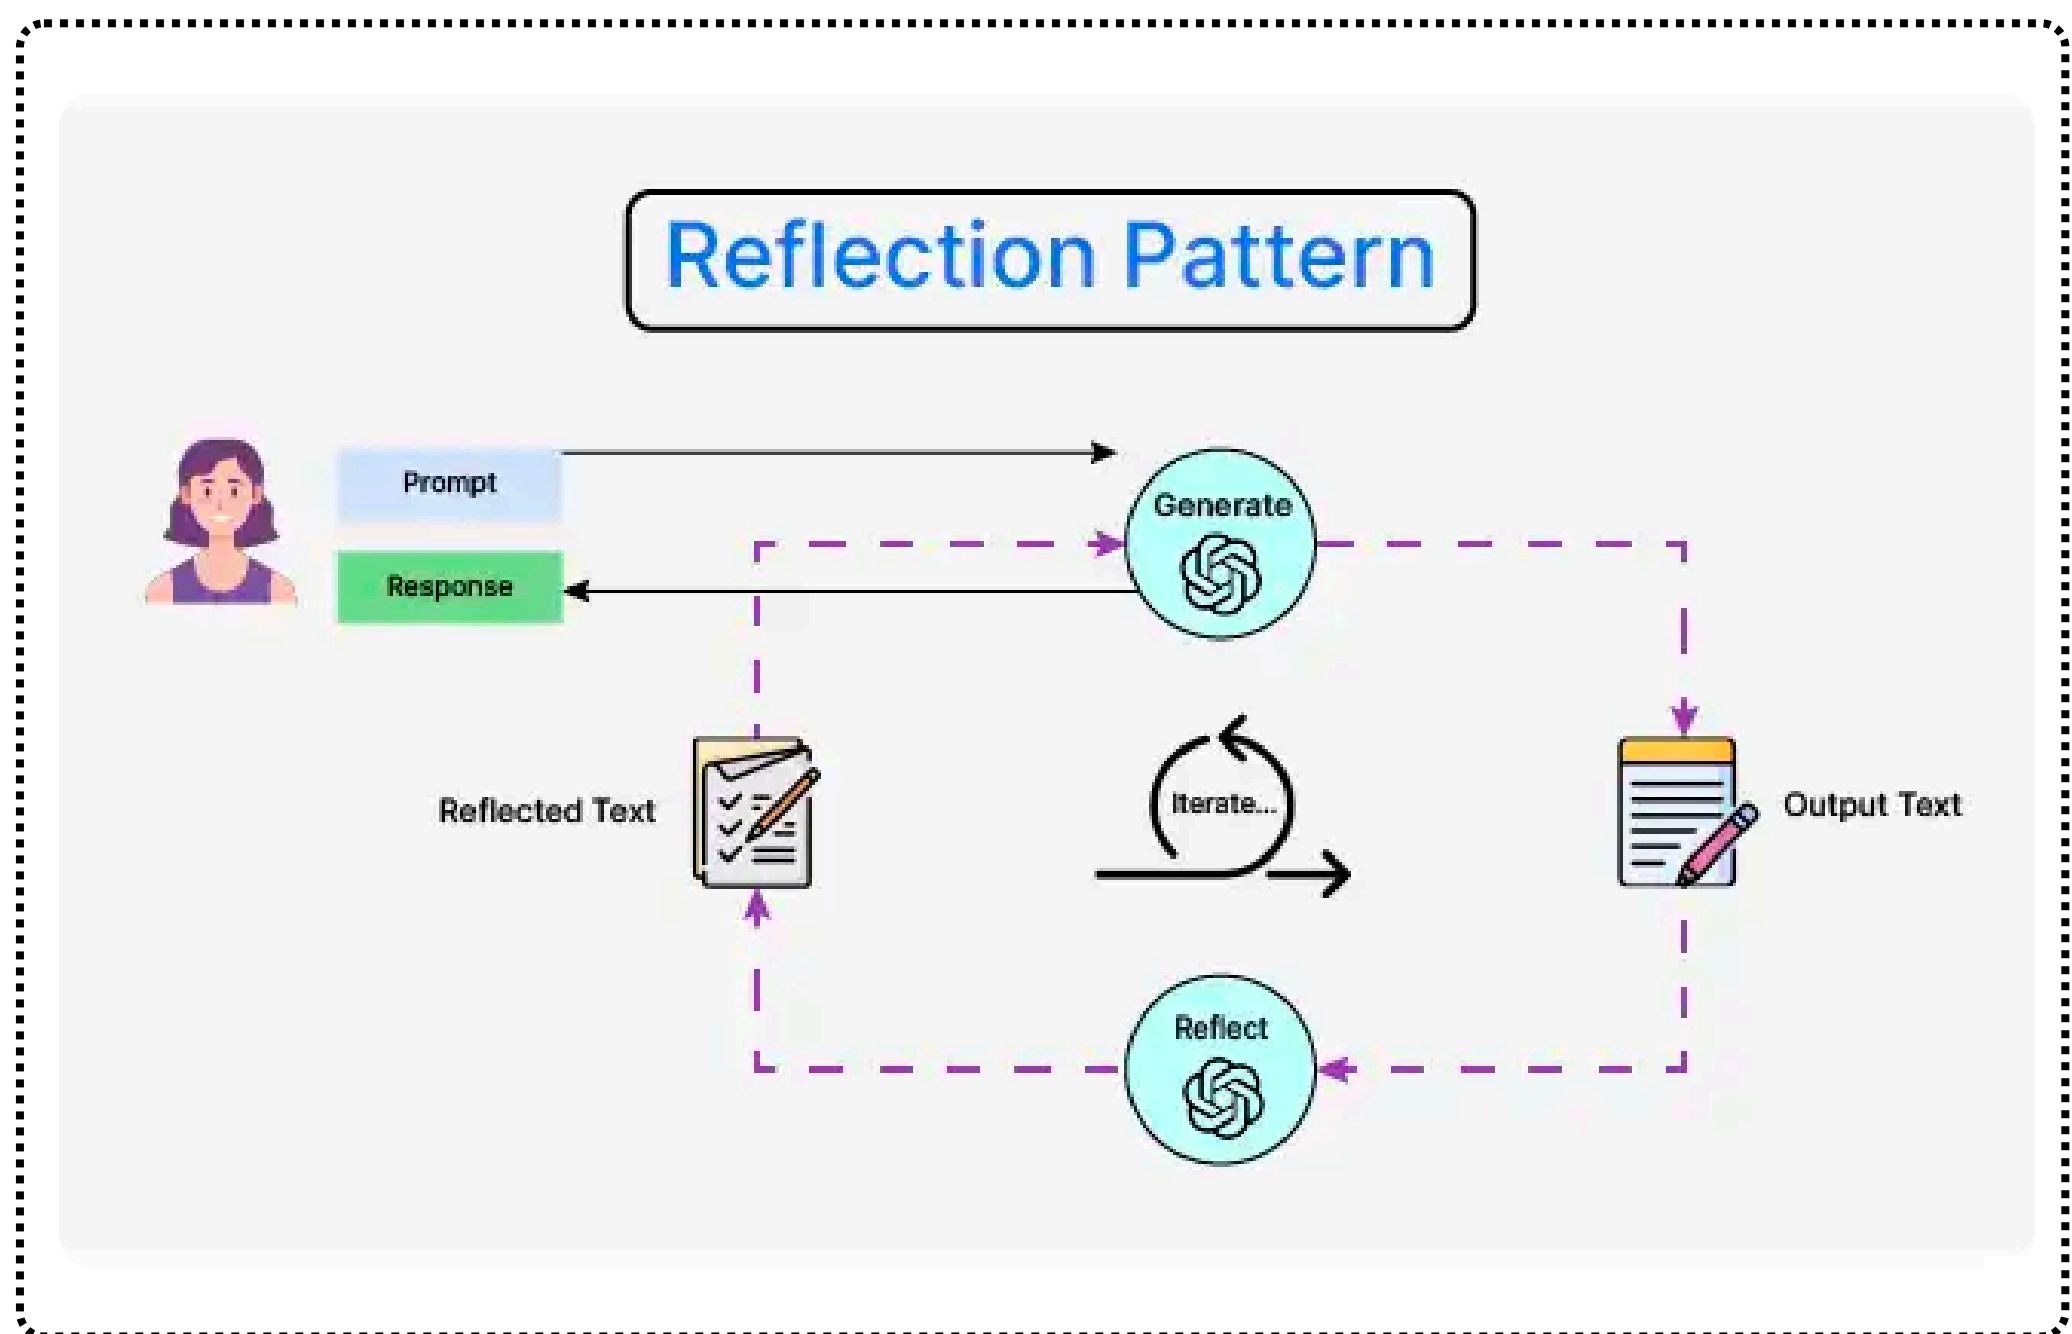 Reflection Pattern
Prompt
Generate
Response
Reflected Text
Iterate...
Output Text
Reflect